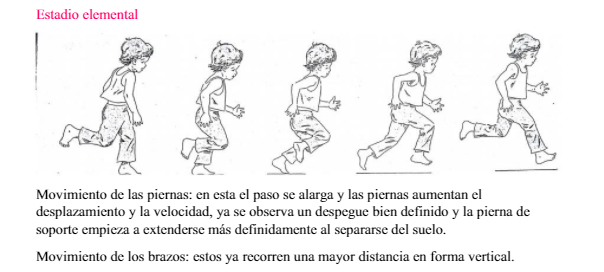 Estadio elemental
Movimiento de las piernas: en esta el paso se alarga y las piernas aumentan el
desplazamiento y la velocidad, ya se observa un despegue bien definido y la pierna de
soporte empieza a extenderse más definidamente al separarse del suelo.
Movimiento de los brazos: estos ya recorren una mayor distancia en forma vertical.